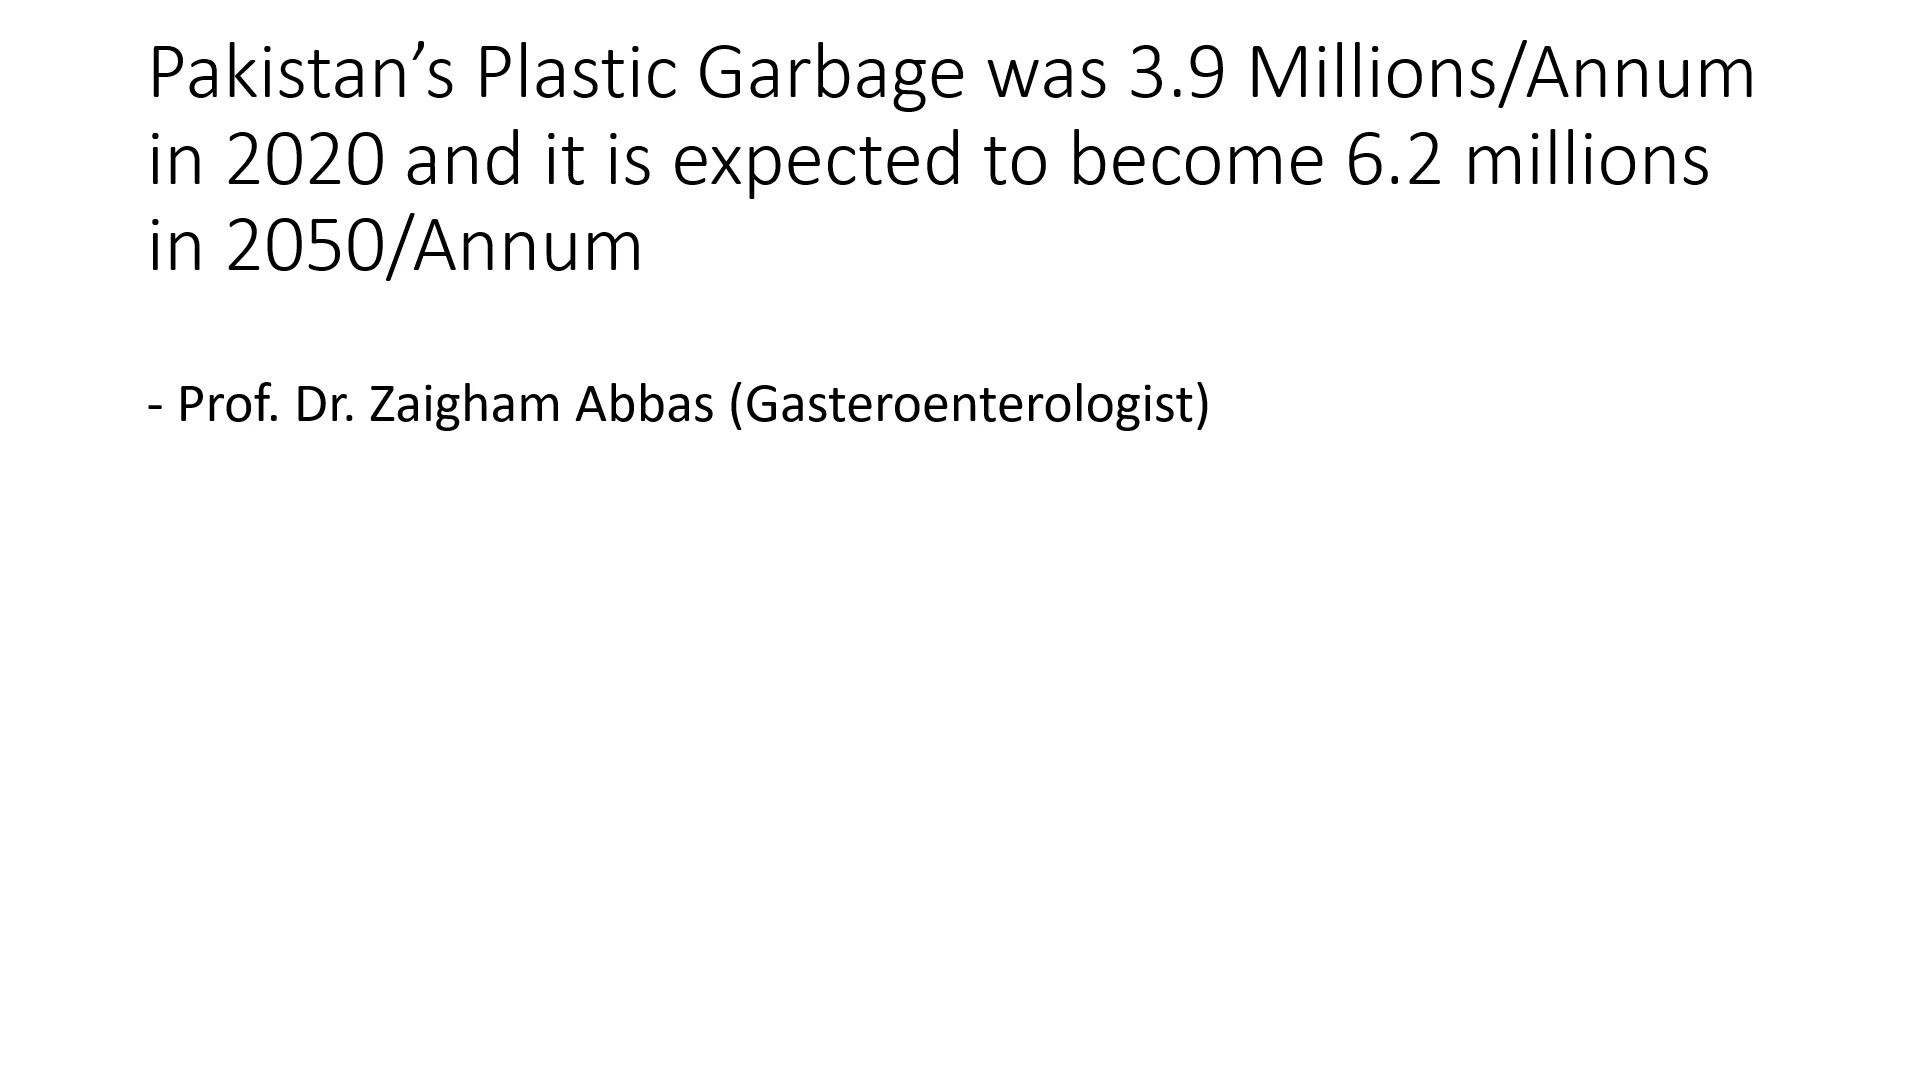 Pakistan’s Plastic Garbage was 3.9 Millions/Annum
in 2020 and it is expected to become 6.2 millions
in 2050/Annum
- Prof. Dr. Zaigham Abbas (Gasteroenterologist)